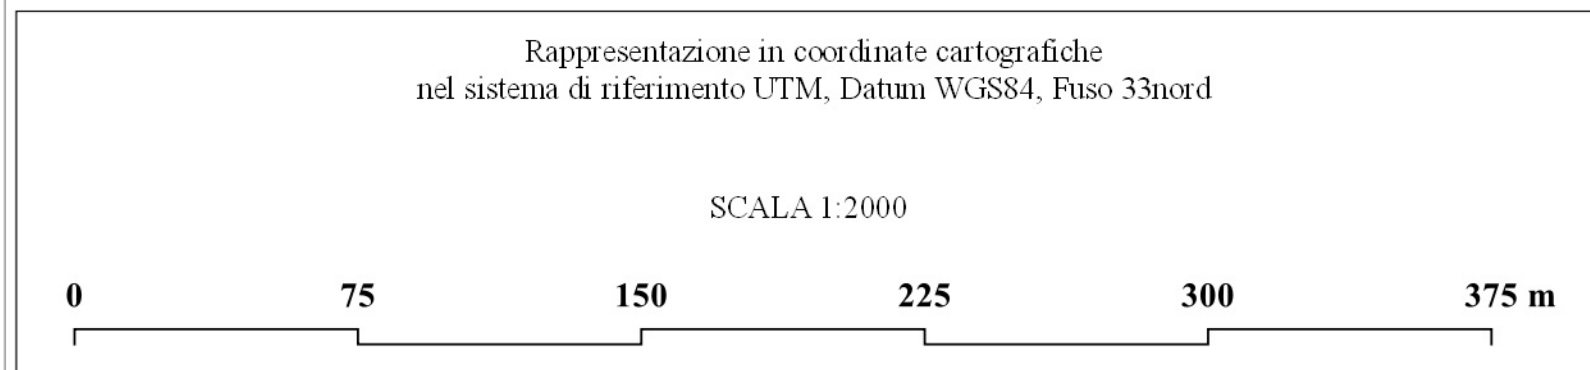 Rappresentazione in coordinate cartografiche
nel sistema di riferimento UTM, Datum WGS84, Fuso 33nord
SCALA 1:2000
0 75 150 225 300 375 m